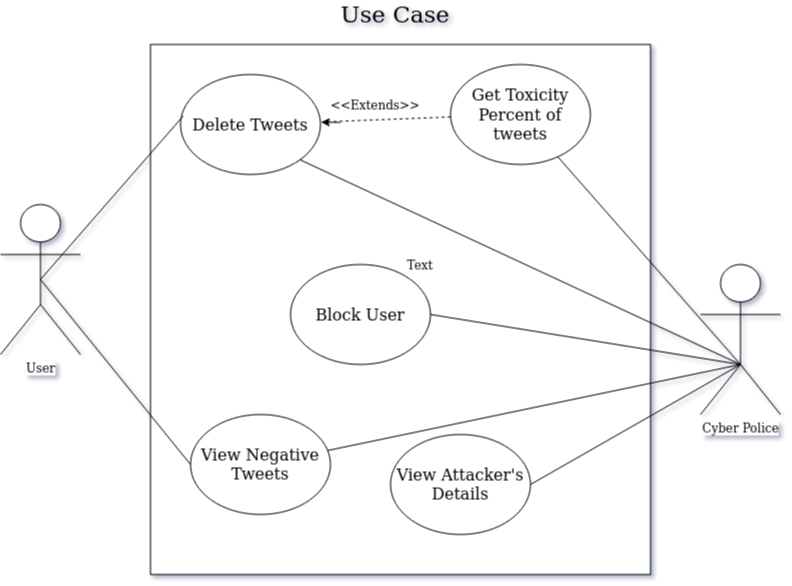 Use Case
<<Extends>>
Delete Tweets
Get Toxicity
Percent of
tweets
Text
Block User
User
Cyber Police
View Negative
Tweets
View Attacker's
Details